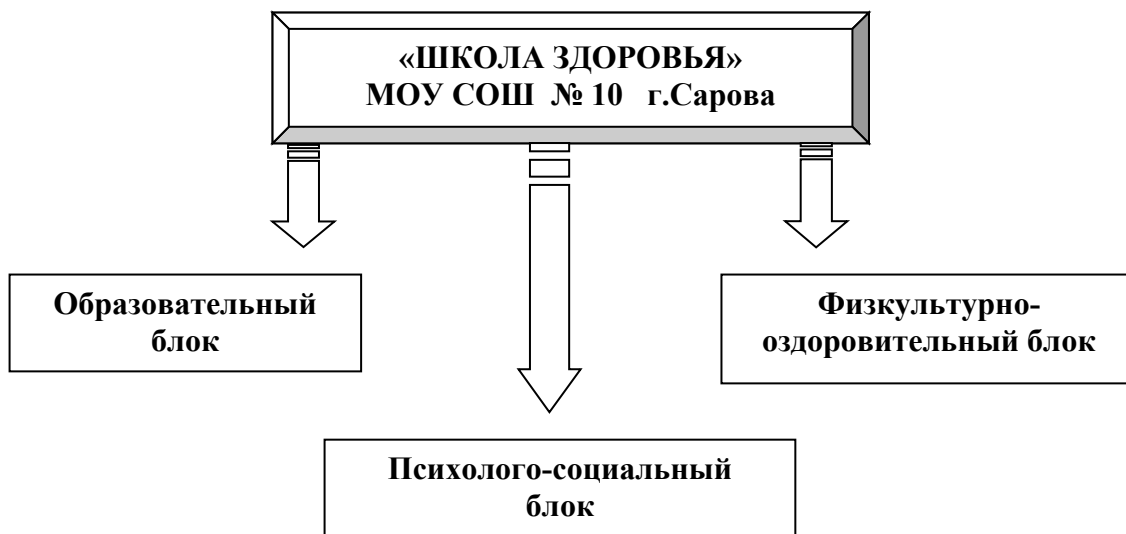 «ШКОЛА ЗДОРОВЬЯ»
МОУ СОШ № 10 г.Сарова
Образовательный
блок
Физкультурно-
оздоровительный блок
Психолого-социальный
блок